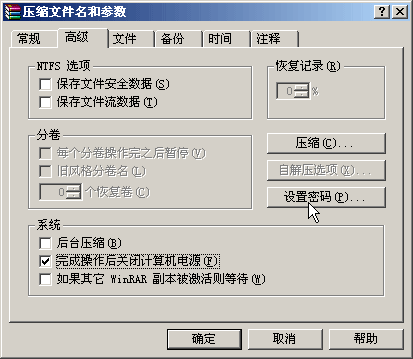 压缩文件名和参数
常规 高级 文件 备份 时间 注释
NTFS 选项
保存文件安全数据(S)
保存文件流数据(T)
恢复记录(R)
0 %
分卷
每个分卷操作完之后暂停(V)
旧风格分卷名(L)
0 个恢复卷(C)
压缩(C)...
自解压选项(X)...
设置密码(P)...
系统
后台压缩(B)
完成操作后关闭计算机电源(F)
如果其它 WinRAR 副本被激活则等待(W)
确定 取消 帮助